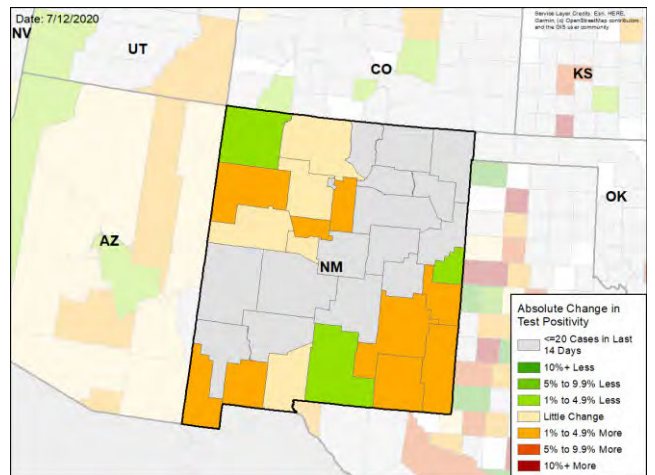 Date: 7/12/2020
Service Layer Credits: Esri, HERE,
Garmin, (c) OpenStreetMap contributors,
and the GIS user community
NV
UT
CO
KS
AZ
NM
OK
Absolute Change in
Test Positivity
<=20 Cases in Last
14 Days
10%+ Less
5% to 9.9% Less
1% to 4.9% Less
Little Change
1% to 4.9% More
5% to 9.9% More
10%+ More